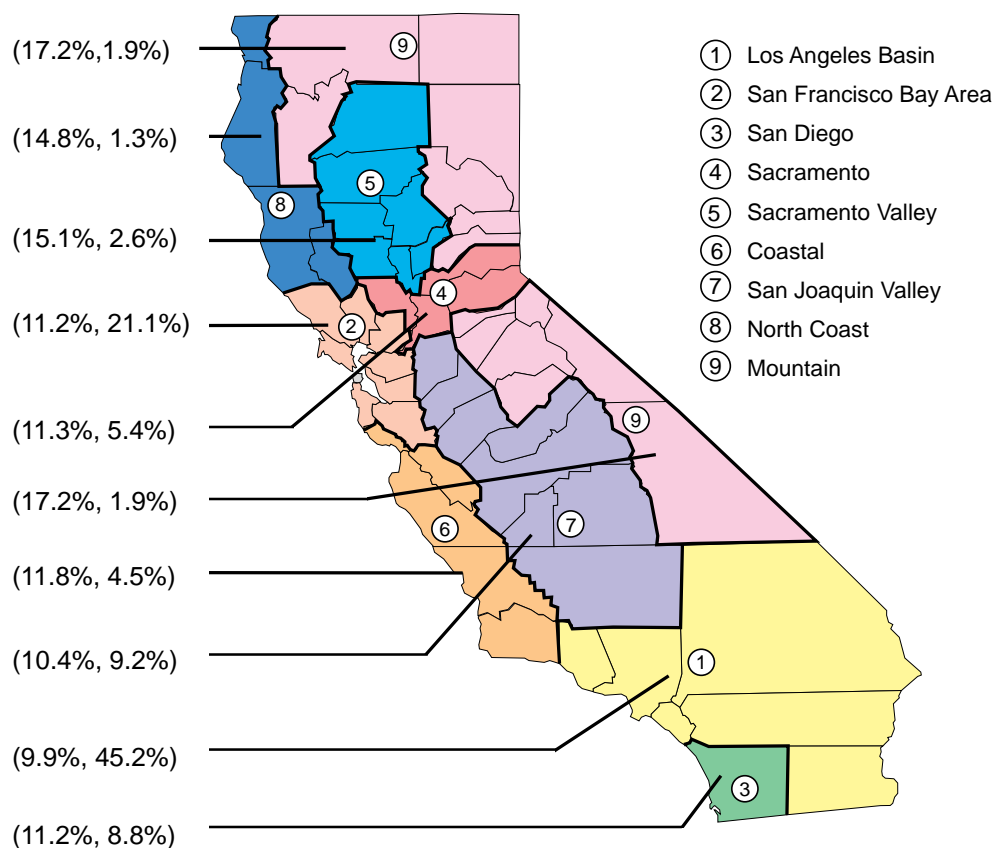 (17.2%,1.9%)
(14.8%, 1.3%)
(15.1%, 2.6%)
(11.2%, 21.1%)
(11.3%, 5.4%)
(17.2%, 1.9%)
(11.8%, 4.5%)
(10.4%, 9.2%)
(9.9%, 45.2%)
(11.2%, 8.8%)
9
5
8
4
2
9
6
7
1
3
1 Los Angeles Basin
2 San Francisco Bay Area
3 San Diego
4 Sacramento
5 Sacramento Valley
6 Coastal
7 San Joaquin Valley
8 North Coast
9 Mountain